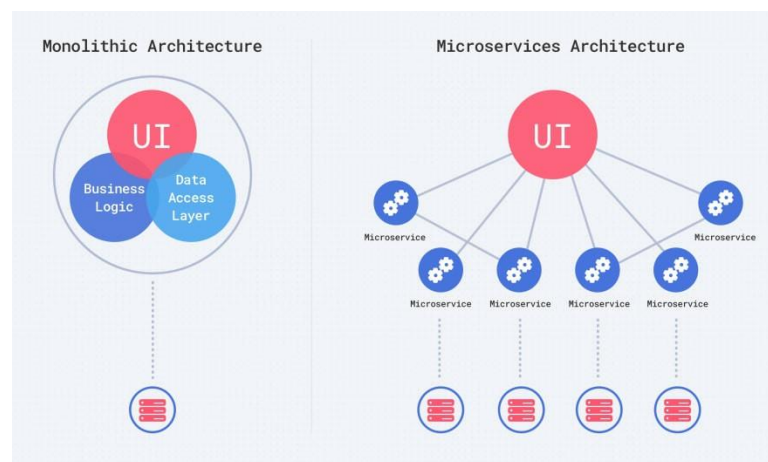 Monolithic Architecture
UI
Business
Logic
Data
Access
Layer
Microservices Architecture
UI
Microservice
Microservice
Microservice
Microservice
Microservice
Microservice